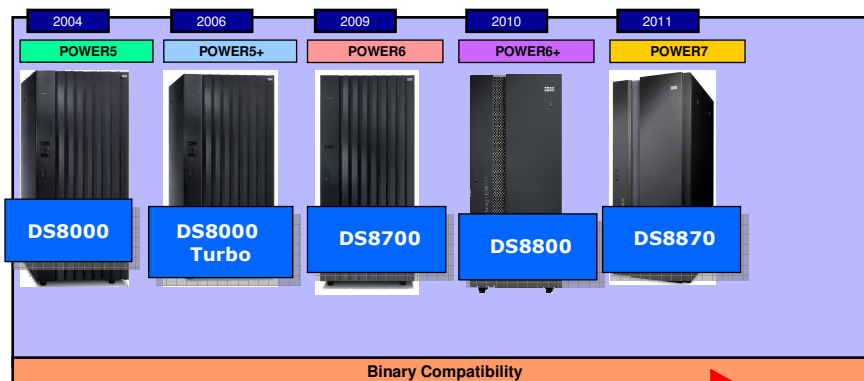 2004 2006 2009 2010 2011
POWER5 POWER5+ POWER6 POWER6+ POWER7
DS8000
DS8000
Turbo
DS8700
DS8800
DS8870
Binary Compatibility